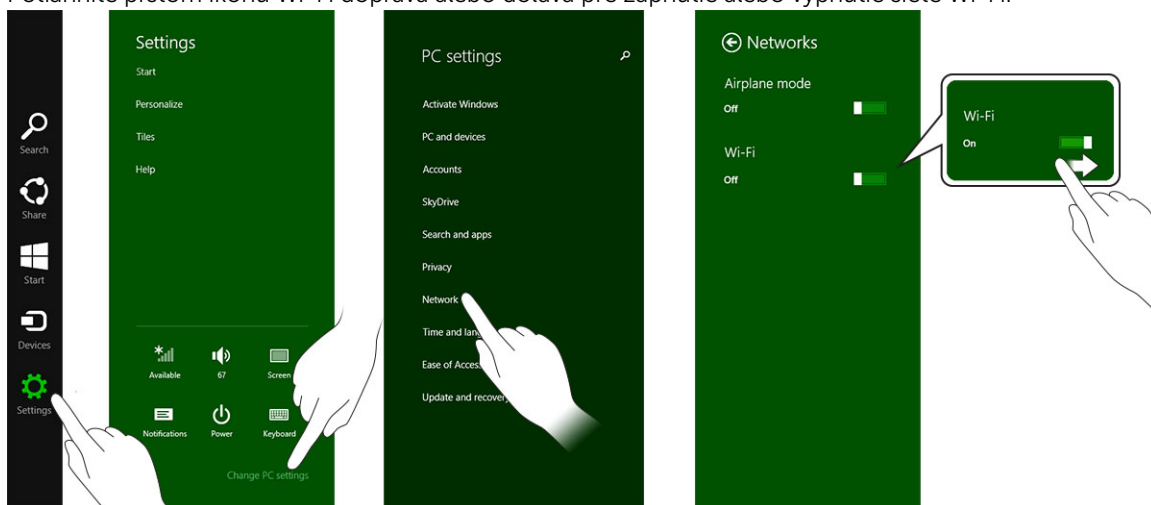 Search
Share
Start
Devices
Settings
Settings
Start
Personalize
Tiles
Help
Available
67
Screen
Notifications
Power
Keyboard
Change PC settings
PC settings
Activate Windows
PC and devices
Accounts
SkyDrive
Search and apps
Privacy
Network
Time and lan
Ease of Access
Update and recovery
Networks
Airplane mode
Off
Wi-Fi
Off
Wi-Fi
On